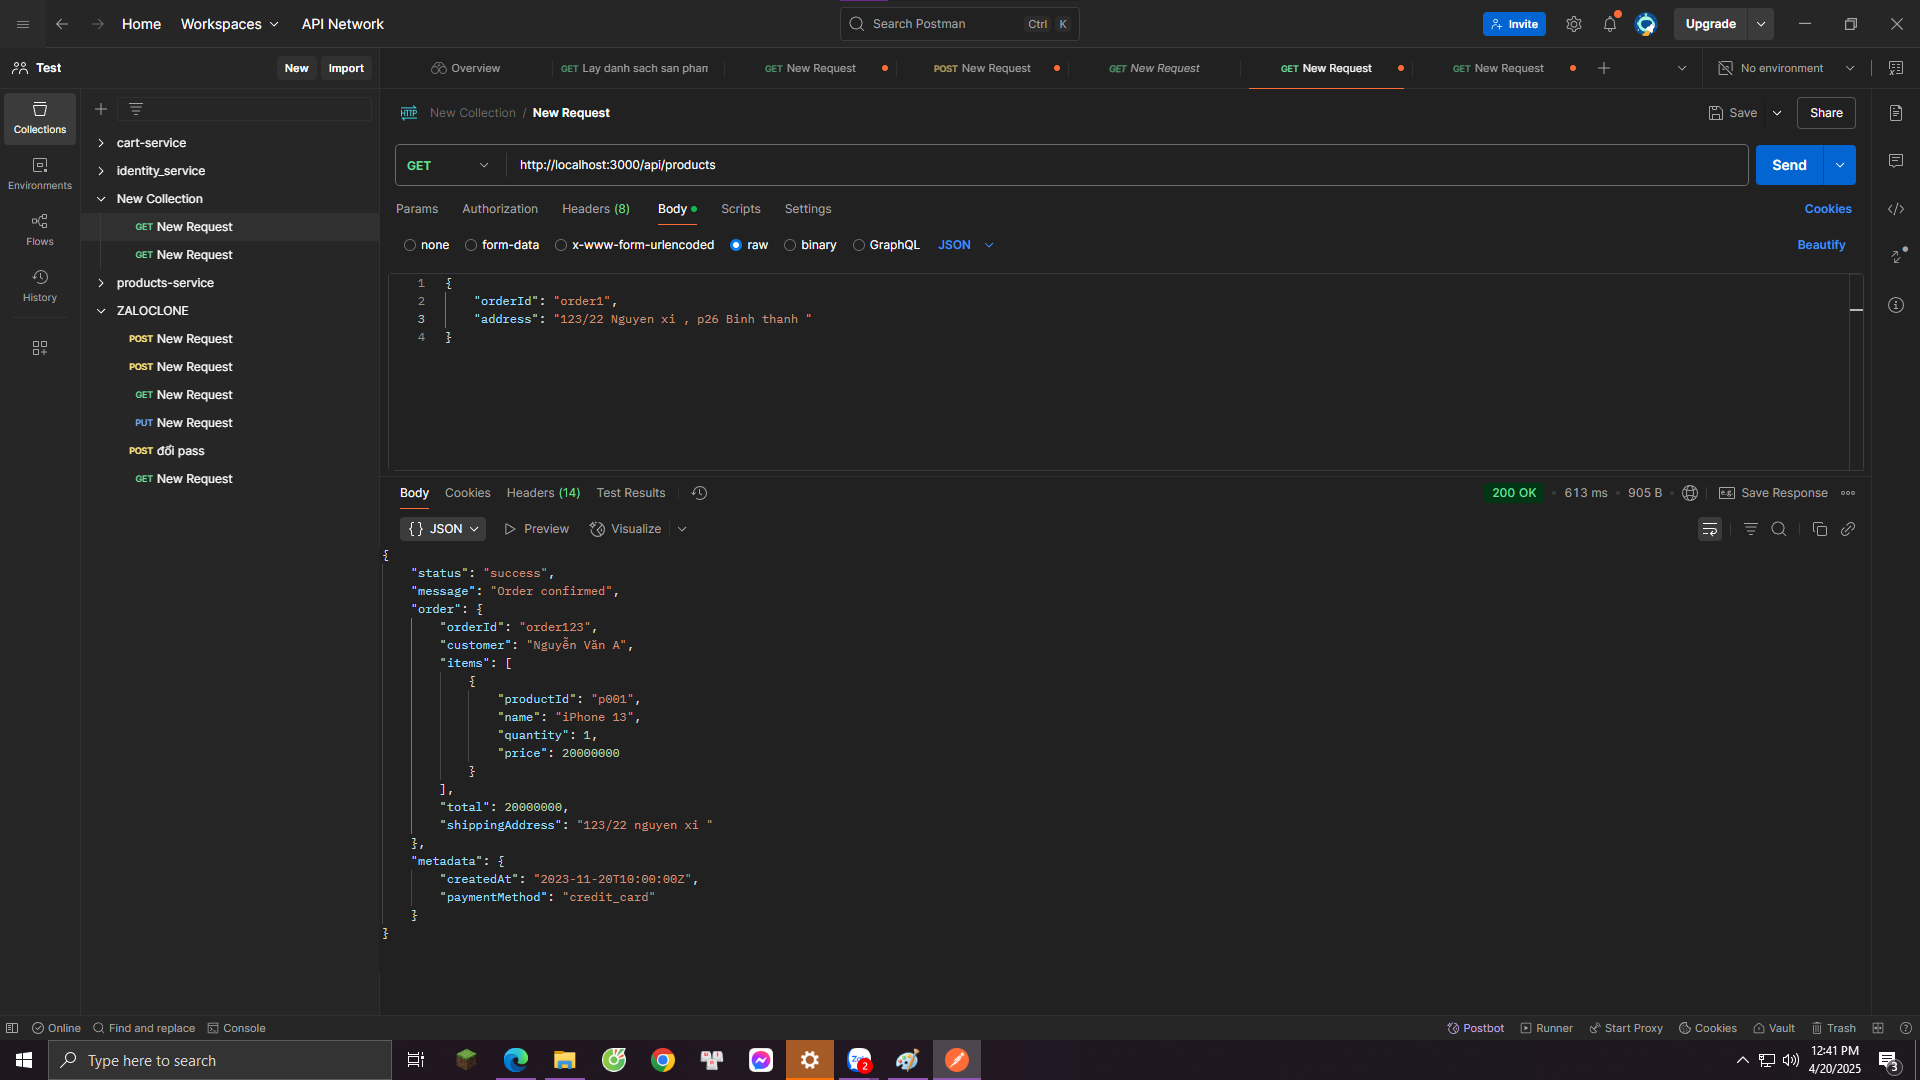 Home Workspaces API Network Search Postman Ctrl K Invite Upgrade
Test New Import Overview GET Lay danh sach san pham GET New Request POST New Request GET New Request GET New Request GET New Request No environment
Collections
Environments
Flows
History
cart-service
identity_service
New Collection
GET New Request
GET New Request
products-service
ZALOCLONE
POST New Request
POST New Request
GET New Request
PUT New Request
POST đổi pass
GET New Request
HTTP New Collection / New Request Save Share
GET http://localhost:3000/api/products Send
Params Authorization Headers (8) Body Scripts Settings Cookies
none form-data x-www-form-urlencoded raw binary GraphQL JSON Beautify
1 {
2 "orderId": "order1",
3 "address": "123/22 Nguyen xi , p26 Binh thanh "
4 }
Body Cookies Headers (14) Test Results 200 OK • 613 ms • 905 B • e.g. Save Response
{} JSON Preview Visualize
{
"status": "success",
"message": "Order confirmed",
"order": {
"orderId": "order123",
"customer": "Nguyễn Văn A",
"items": [
{
"productId": "p001",
"name": "iPhone 13",
"quantity": 1,
"price": 20000000
}
],
"total": 20000000,
"shippingAddress": "123/22 nguyen xi "
},
"metadata": {
"createdAt": "2023-11-20T10:00:00Z",
"paymentMethod": "credit_card"
}
}
Online Find and replace Console Postbot Runner Start Proxy Cookies Vault Trash
Type here to search Zalo 2 12:41 PM
4/20/2025 3